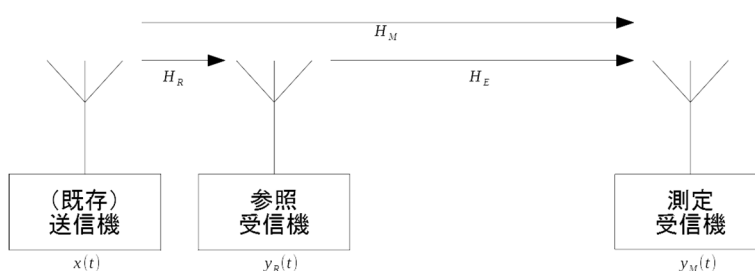 H_M
H_R
H_E
(既存)
送信機
参照
受信機
測定
受信機
x(t)
y_R(t)
y_M(t)